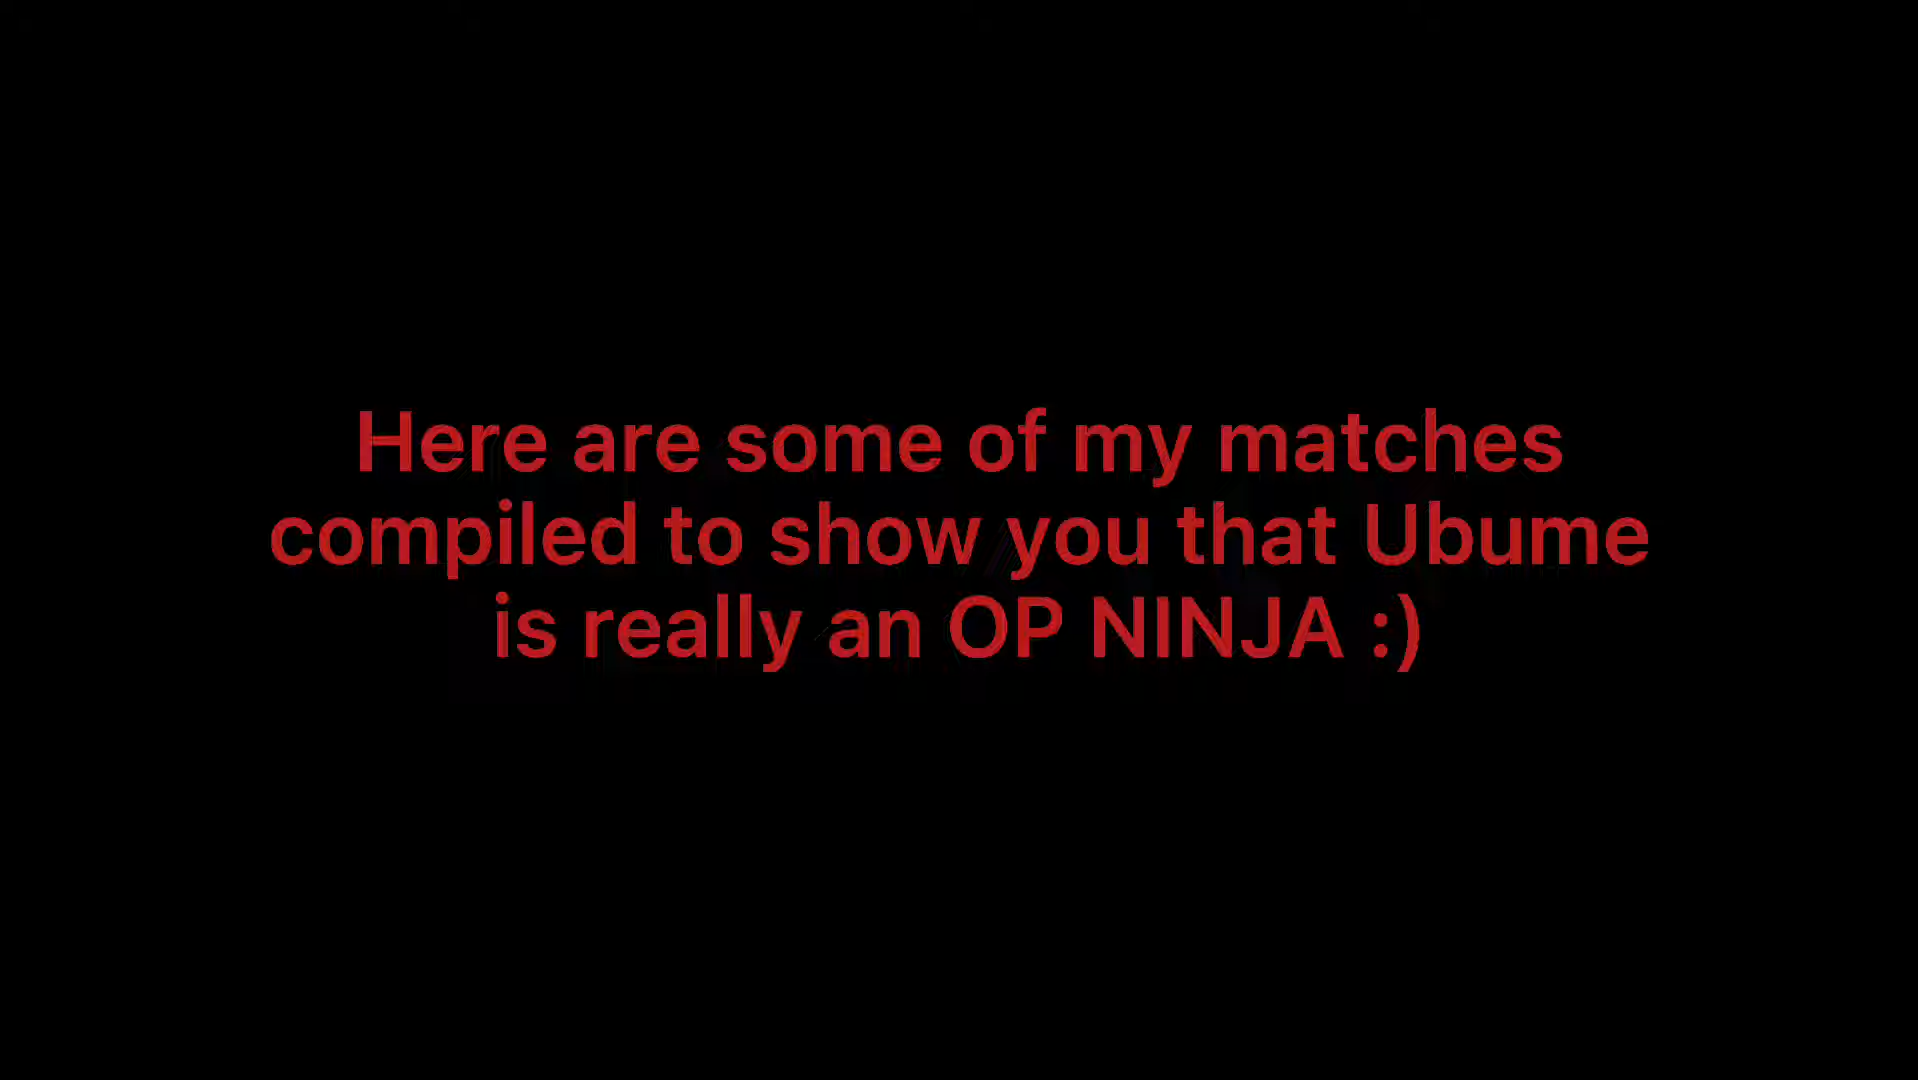 Here are some of my matches
compiled to show you that Ubume
is really an OP NINJA :)